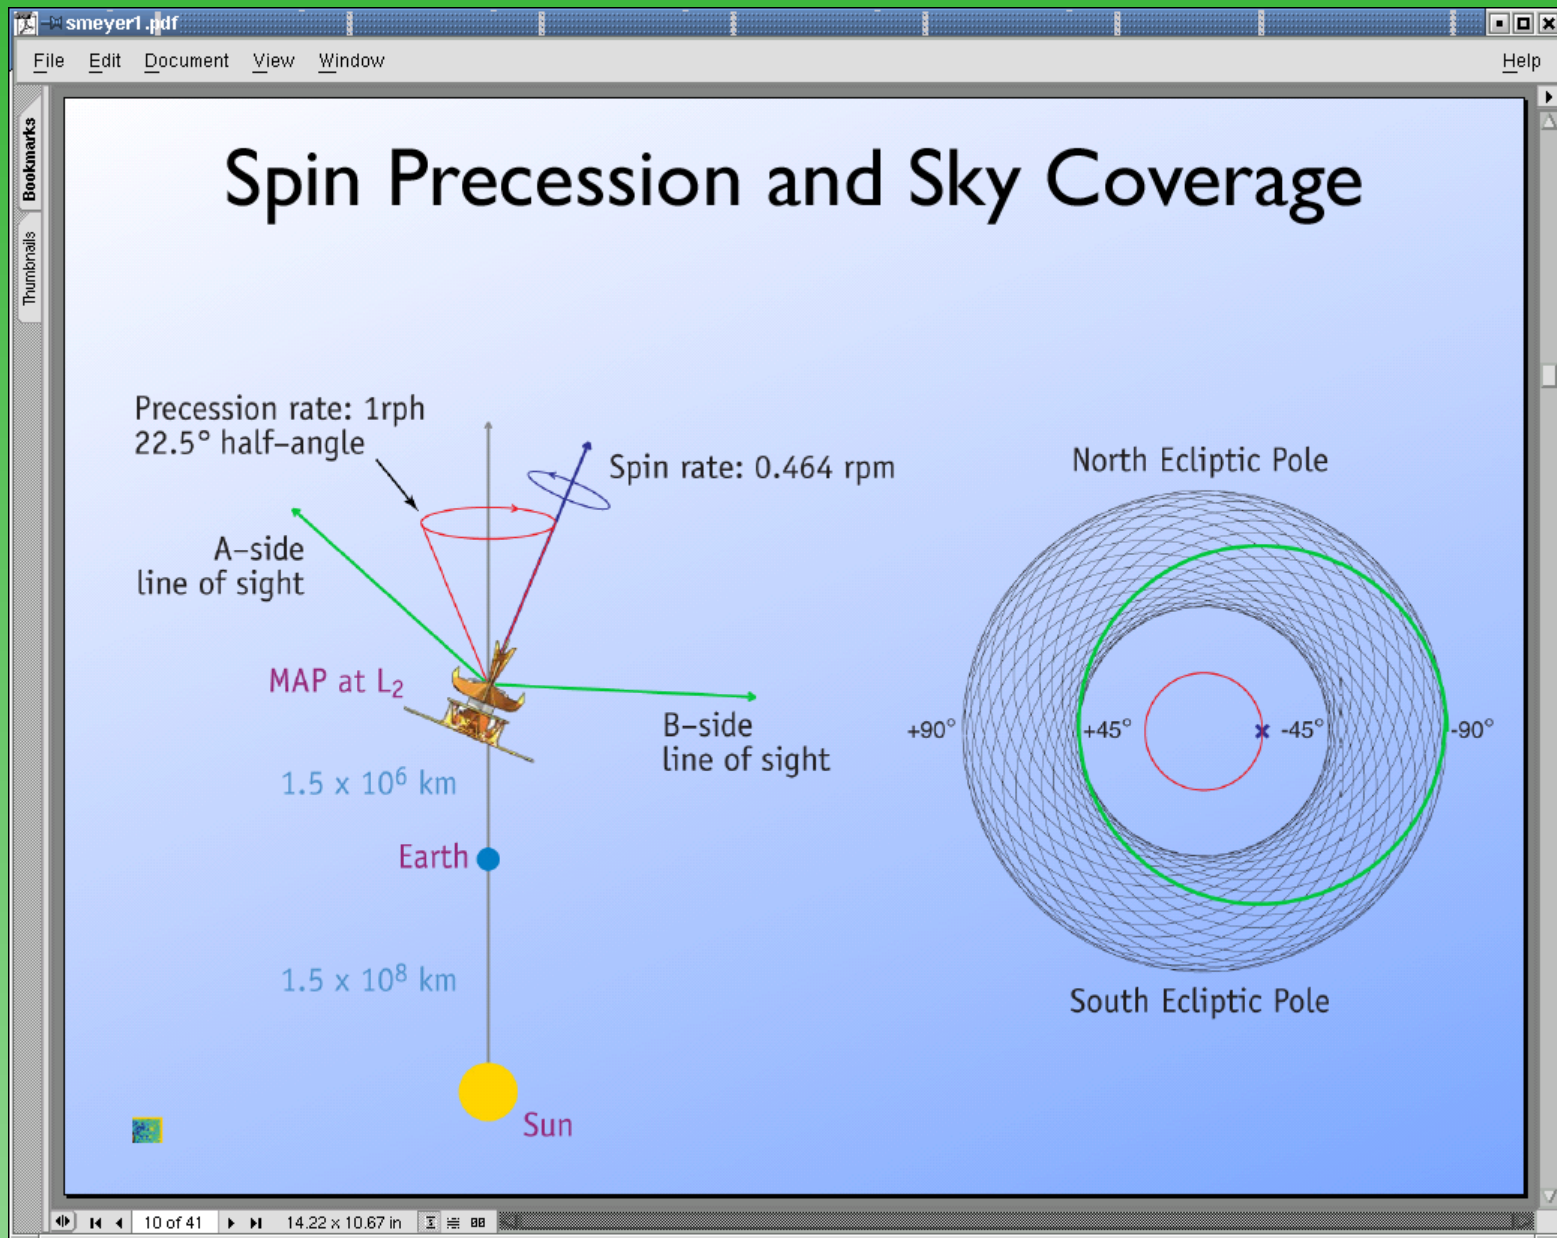 smeyer1.pdf
File Edit Document View Window Help
Bookmarks
Thumbnails
Spin Precession and Sky Coverage
Precession rate: 1rph
22.5° half-angle
Spin rate: 0.464 rpm
A-side
line of sight
MAP at L₂
B-side
line of sight
1.5 x 10⁶ km
Earth
1.5 x 10⁸ km
Sun
North Ecliptic Pole
+90° +45° -45° -90°
South Ecliptic Pole
10 of 41 14.22 x 10.67 in